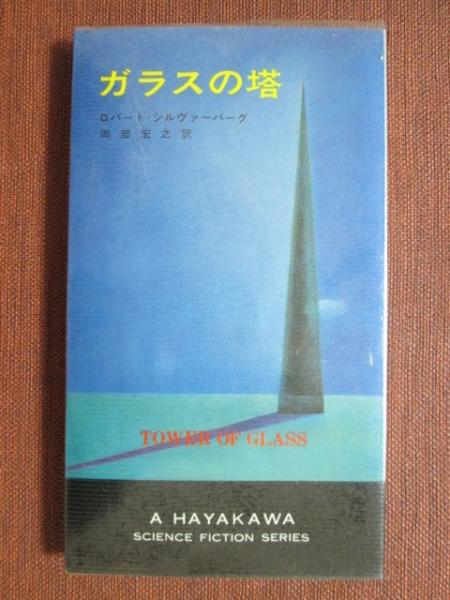 ガラスの塔
ロバート・シルヴァーバーグ
岡部宏之訳
TOWER OF GLASS
A HAYAKAWA
SCIENCE FICTION SERIES